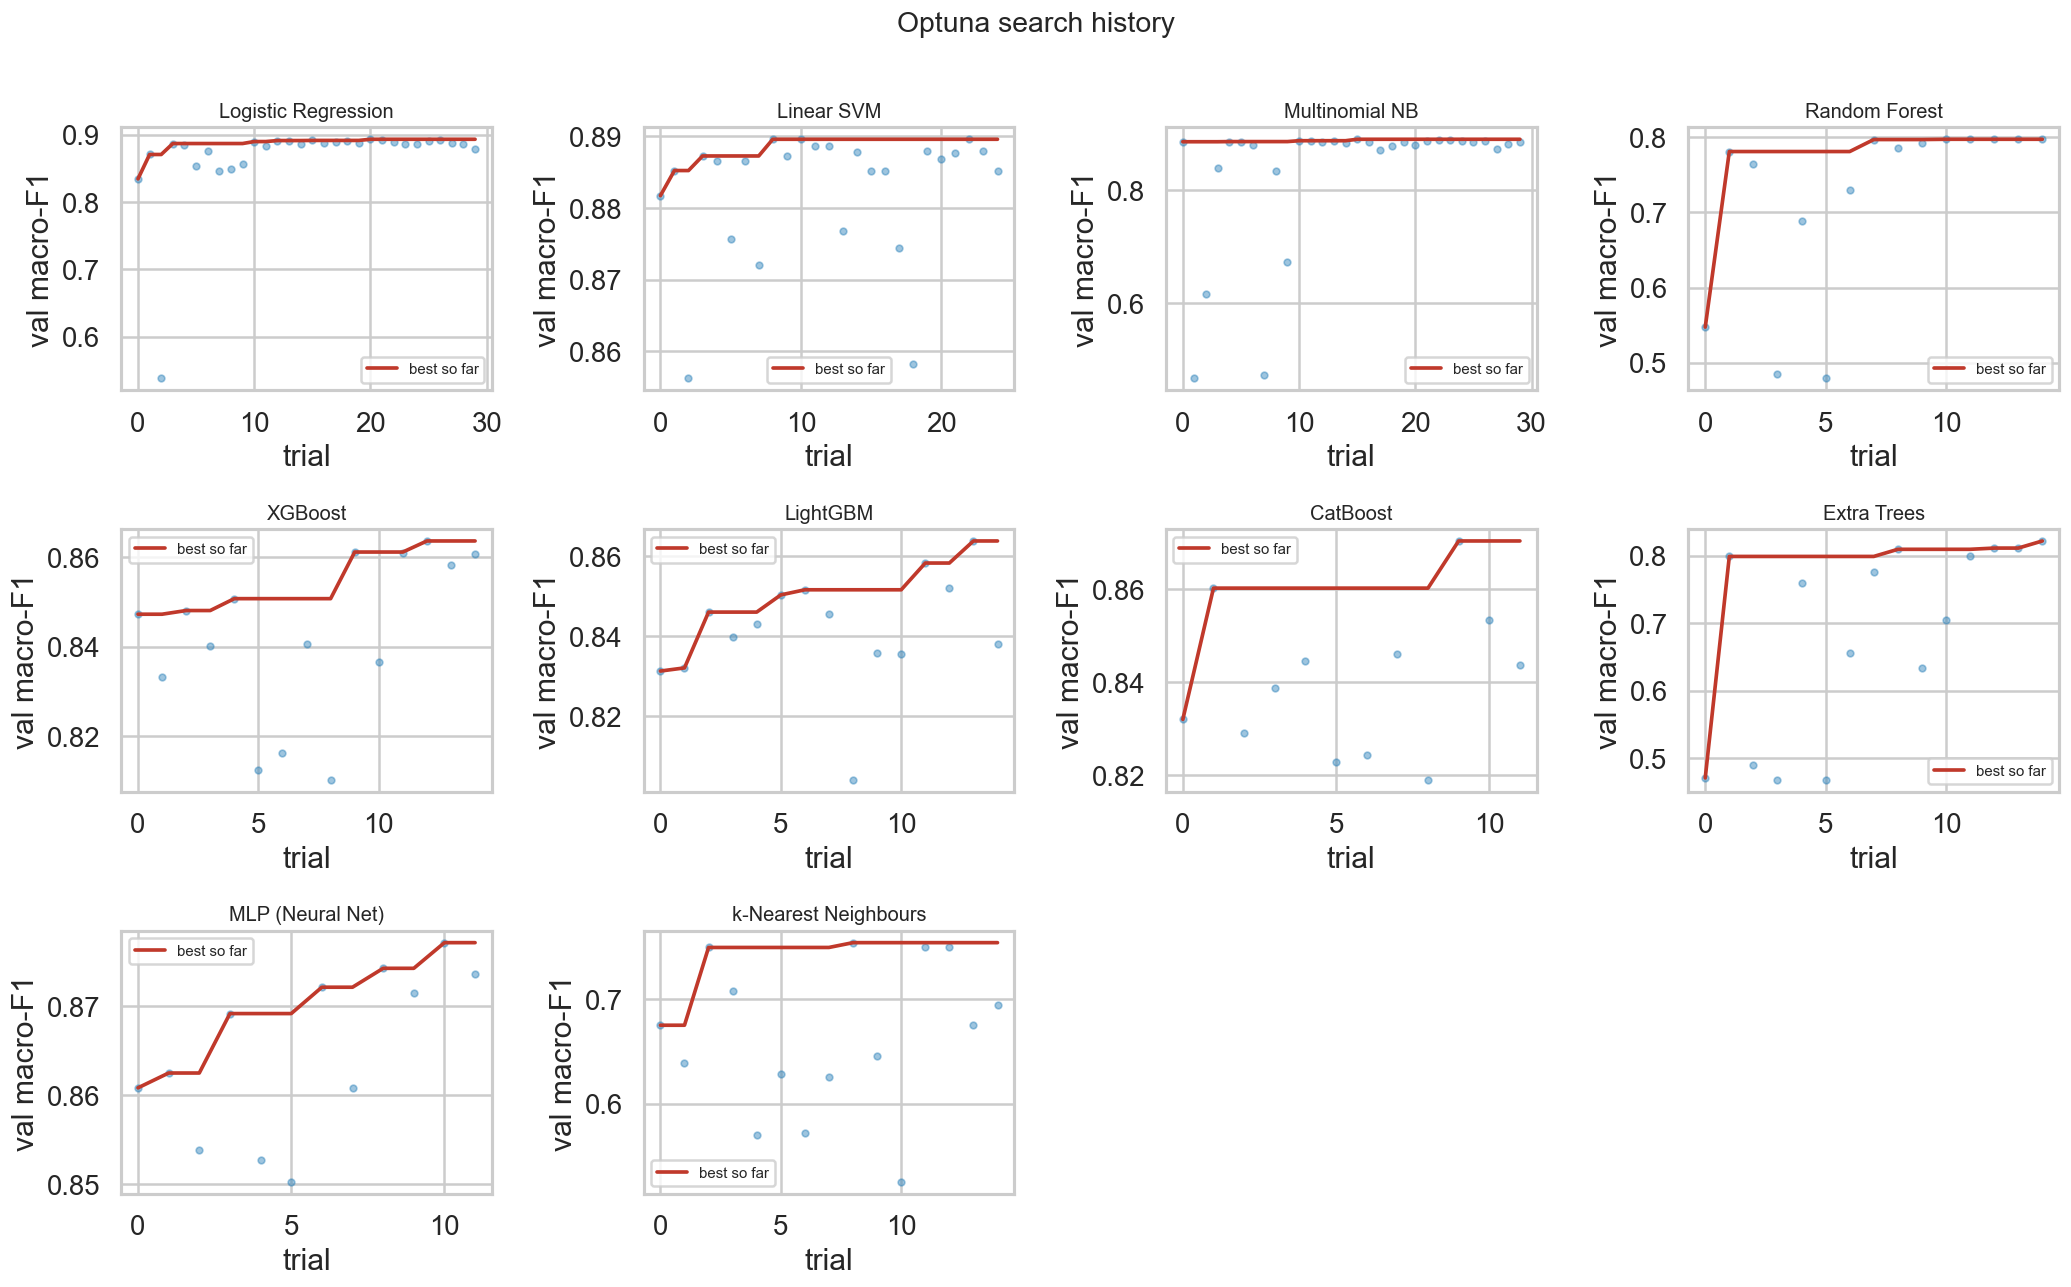 Optuna search history
Logistic Regression
val macro-F1
0.9
0.8
0.7
0.6
best so far
0 10 20 30
trial
Linear SVM
val macro-F1
0.89
0.88
0.87
0.86
best so far
0 10 20
trial
Multinomial NB
val macro-F1
0.8
0.6
best so far
0 10 20 30
trial
Random Forest
val macro-F1
0.8
0.7
0.6
0.5
best so far
0 5 10
trial
XGBoost
val macro-F1
best so far
0.86
0.84
0.82
0 5 10
trial
LightGBM
val macro-F1
best so far
0.86
0.84
0.82
0 5 10
trial
CatBoost
val macro-F1
best so far
0.86
0.84
0.82
0 5 10
trial
Extra Trees
val macro-F1
0.8
0.7
0.6
0.5
best so far
0 5 10
trial
MLP (Neural Net)
val macro-F1
best so far
0.87
0.86
0.85
0 5 10
trial
k-Nearest Neighbours
val macro-F1
0.7
0.6
best so far
0 5 10
trial